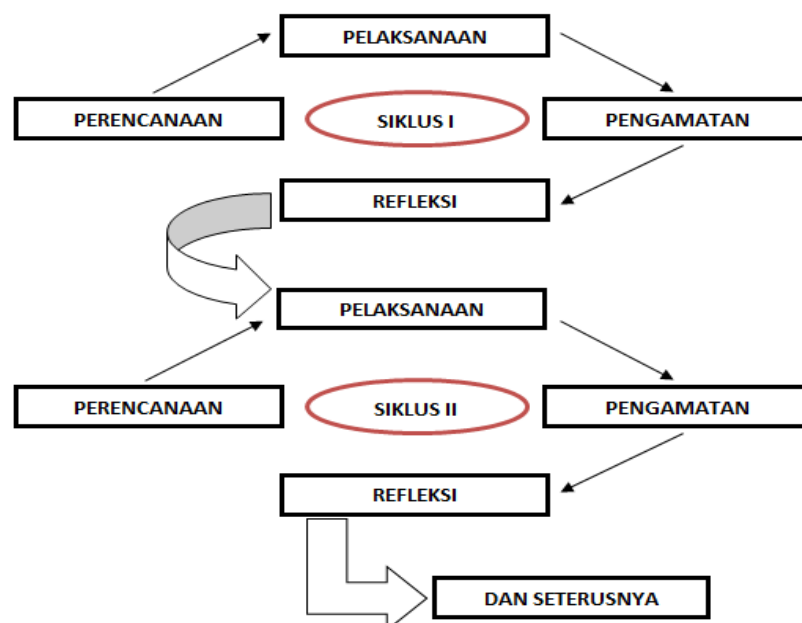 PELAKSANAAN
PERENCANAAN
SIKLUS I
PENGAMATAN
REFLEKSI
PELAKSANAAN
PERENCANAAN
SIKLUS II
PENGAMATAN
REFLEKSI
DAN SETERUSNYA